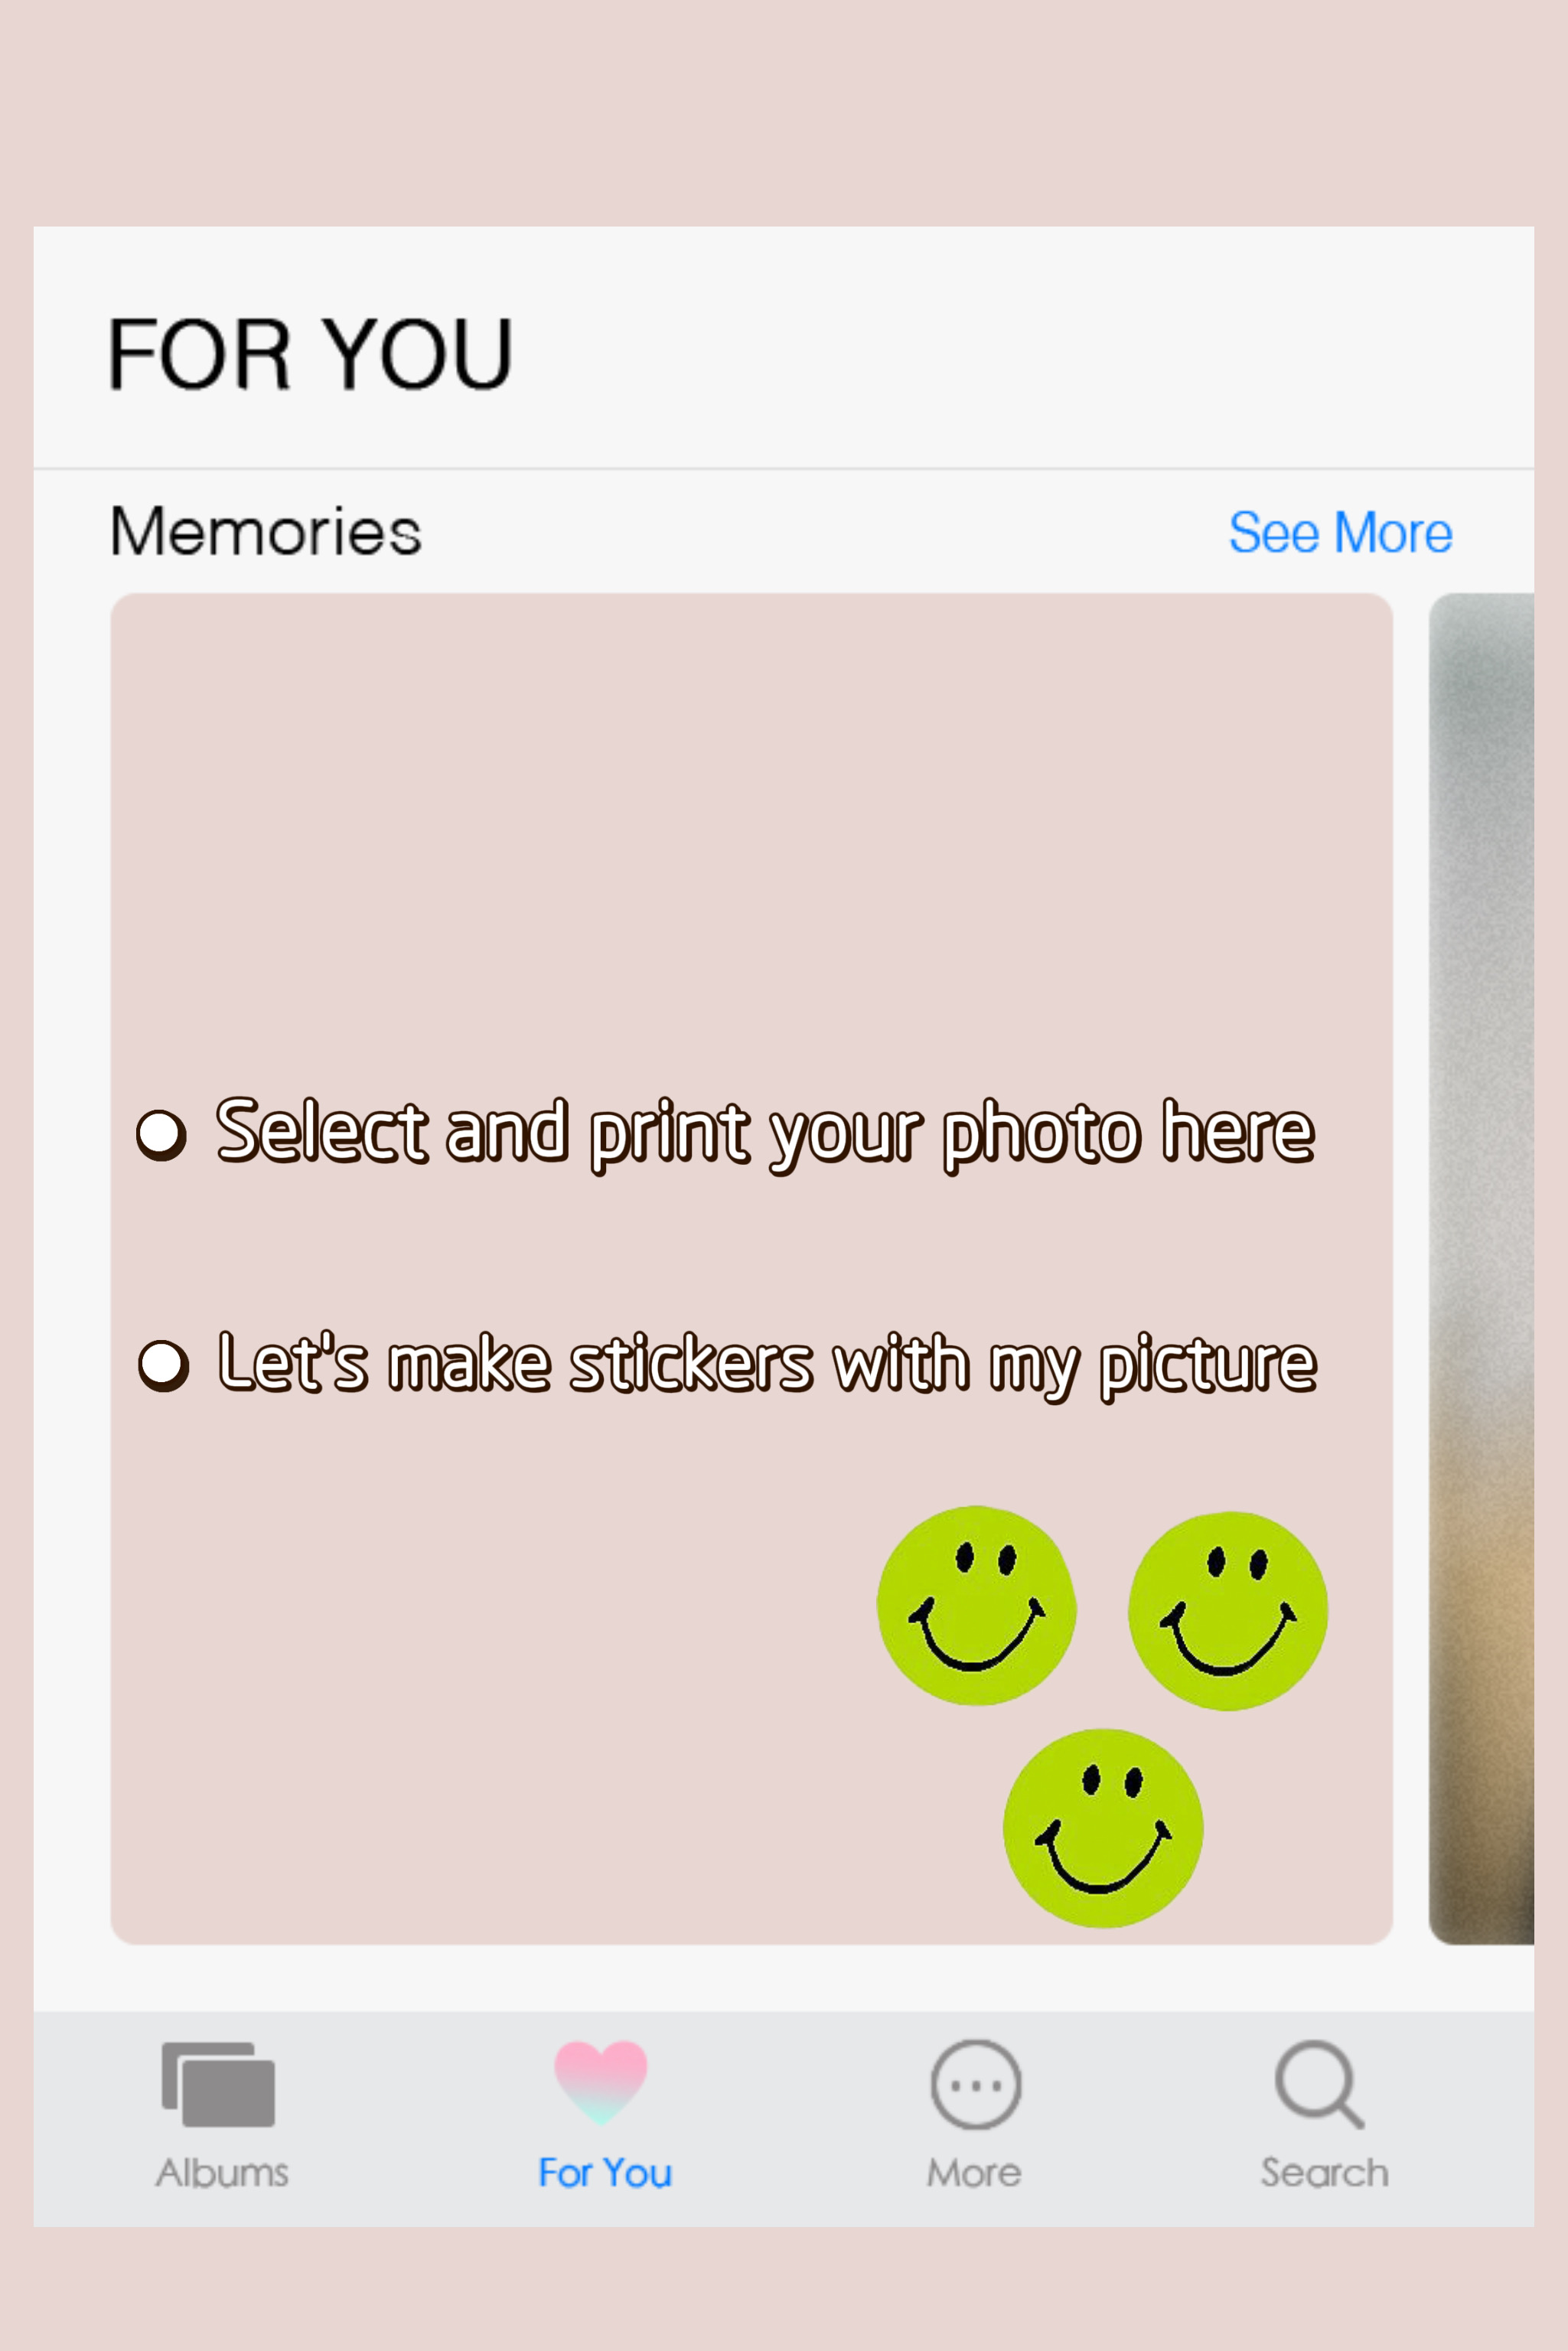 FOR YOU
Memories
See More
Select and print your photo here
Let's make stickers with my picture
Albums
For You
More
Search